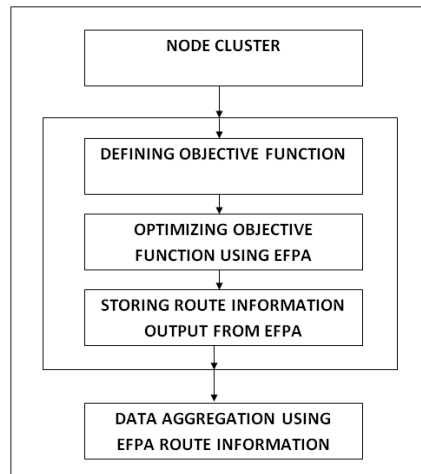 NODE CLUSTER
DEFINING OBJECTIVE FUNCTION
OPTIMIZING OBJECTIVE
FUNCTION USING EFPA
STORING ROUTE INFORMATION
OUTPUT FROM EFPA
DATA AGGREGATION USING
EFPA ROUTE INFORMATION